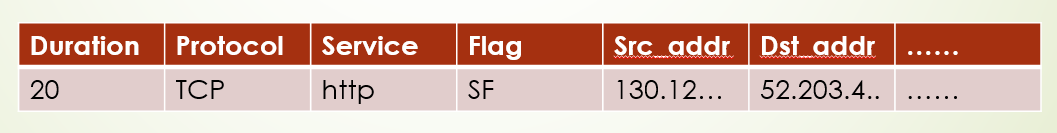 Duration Protocol Service Flag Src_addr Dst_addr ......
20 TCP http SF 130.12... 52.203.4.. ......